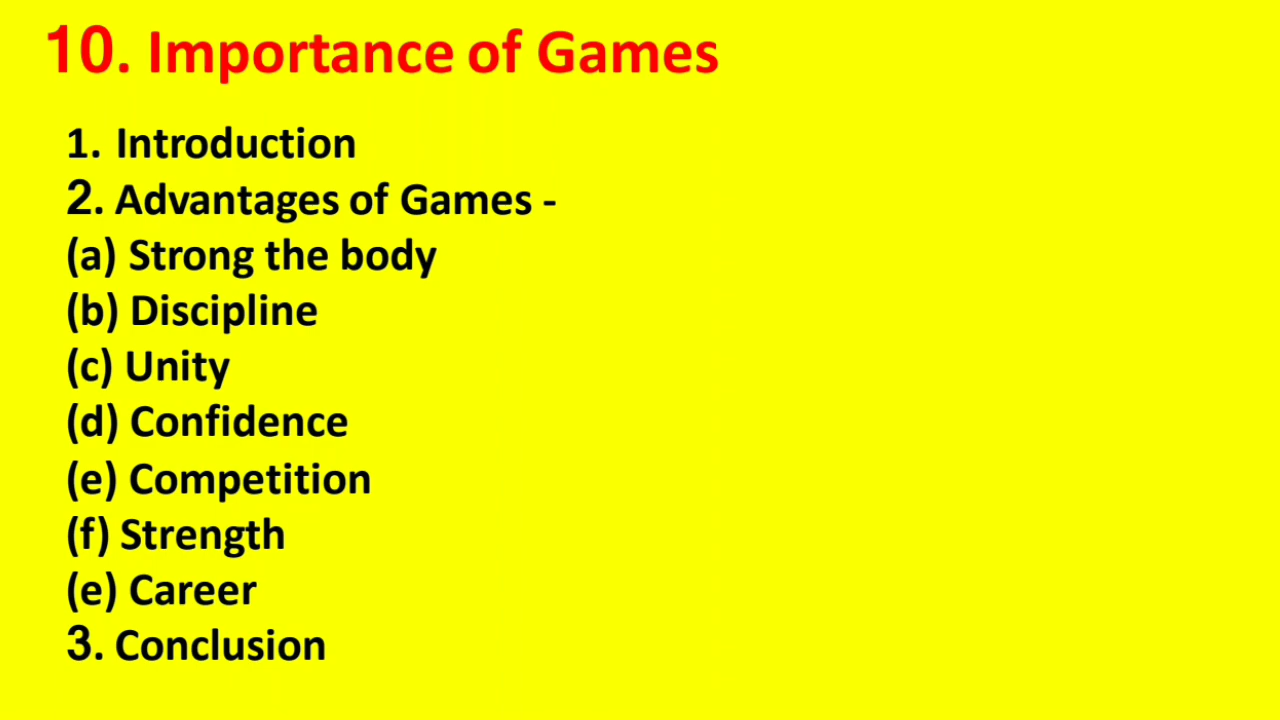 10. Importance of Games
1. Introduction
2. Advantages of Games -
(a) Strong the body
(b) Discipline
(c) Unity
(d) Confidence
(e) Competition
(f) Strength
(e) Career
3. Conclusion